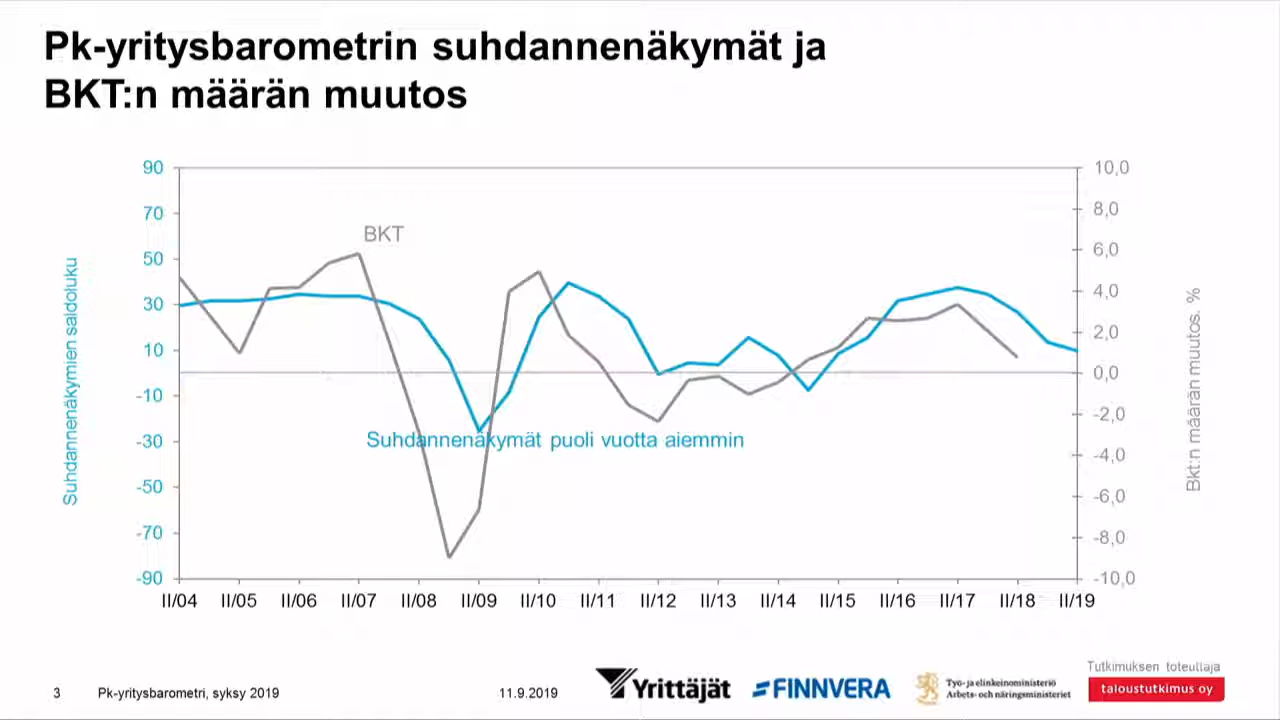 Pk-yritysbarometrin suhdannenäkymät ja
BKT:n määrän muutos
90
70
50
30
10
-10
-30
-50
-70
-90
Suhdannenäkymien saldoluku
BKT
Suhdannenäkymät puoli vuotta aiemmin
10,0
8,0
6,0
4,0
2,0
0,0
-2,0
-4,0
-6,0
-8,0
-10,0
Bkt:n määrän muutos. %
II/04 II/05 II/06 II/07 II/08 II/09 II/10 II/11 II/12 II/13 II/14 II/15 II/16 II/17 II/18 II/19
Tutkimuksen toteuttaja
3 Pk-yritysbarometri, syksy 2019 11.9.2019 Yrittäjät FINNVERA Työ- ja elinkeinoministeriö
Arbets- och näringsministeriet
taloustutkimus oy